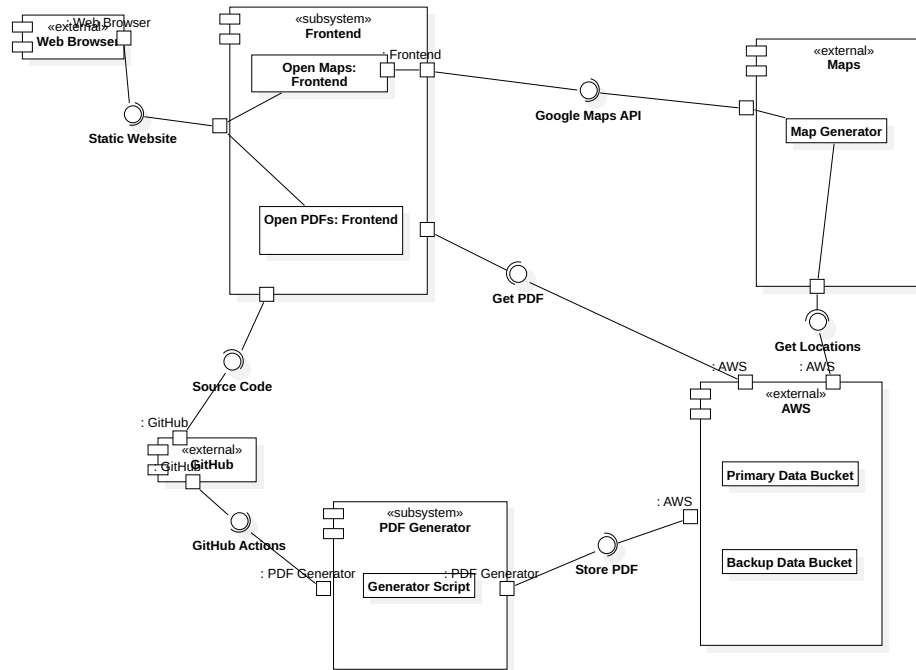 : Web Browser
«external»
Web Browser
«subsystem»
Frontend
: Frontend
Open Maps:
Frontend
«external»
Maps
Static Website
Google Maps API
Map Generator
Open PDFs: Frontend
Get PDF
Get Locations
: AWS
: AWS
Source Code
«external»
AWS
: GitHub
«external»
GitHub
: GitHub
Primary Data Bucket
: AWS
«subsystem»
PDF Generator
GitHub Actions
Store PDF
Backup Data Bucket
: PDF Generator
: PDF Generator
Generator Script